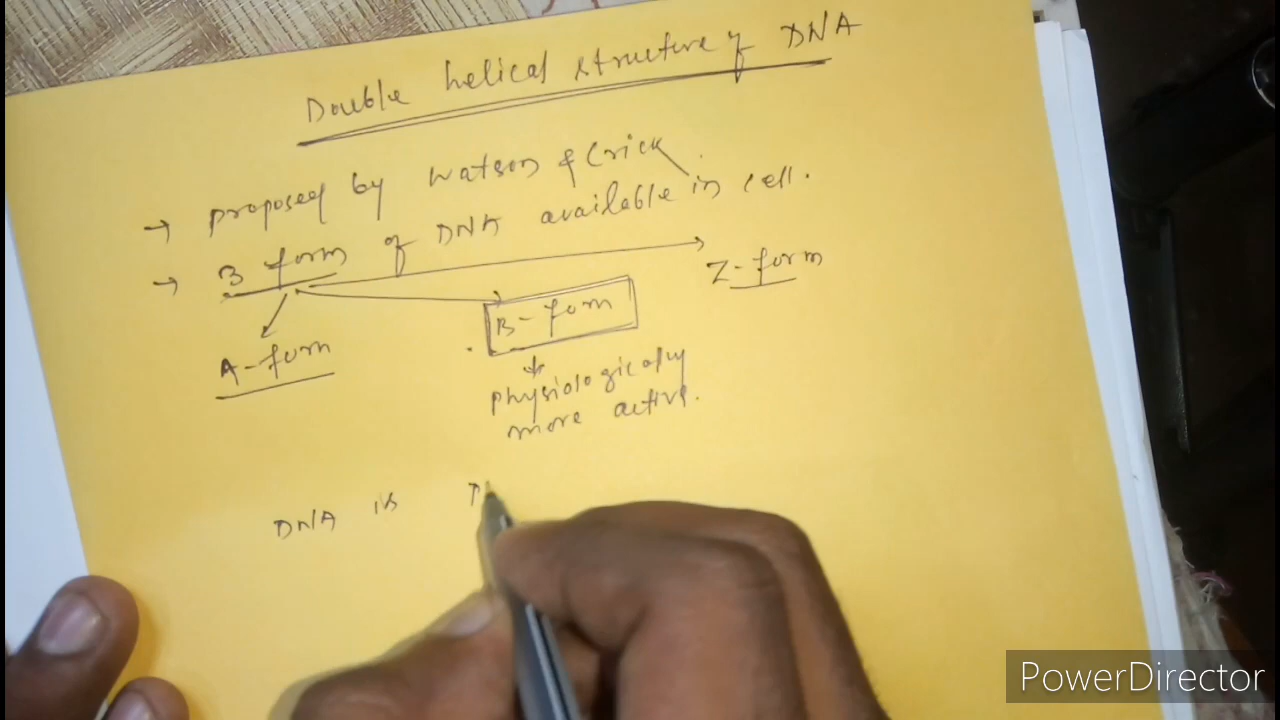 Double helical structure of DNA
→ proposed by Watson & Crick
→ 3 form of DNA available in cell.
A-form
B-form
Z-form
physiologically
more active.
DNA is
PowerDirector